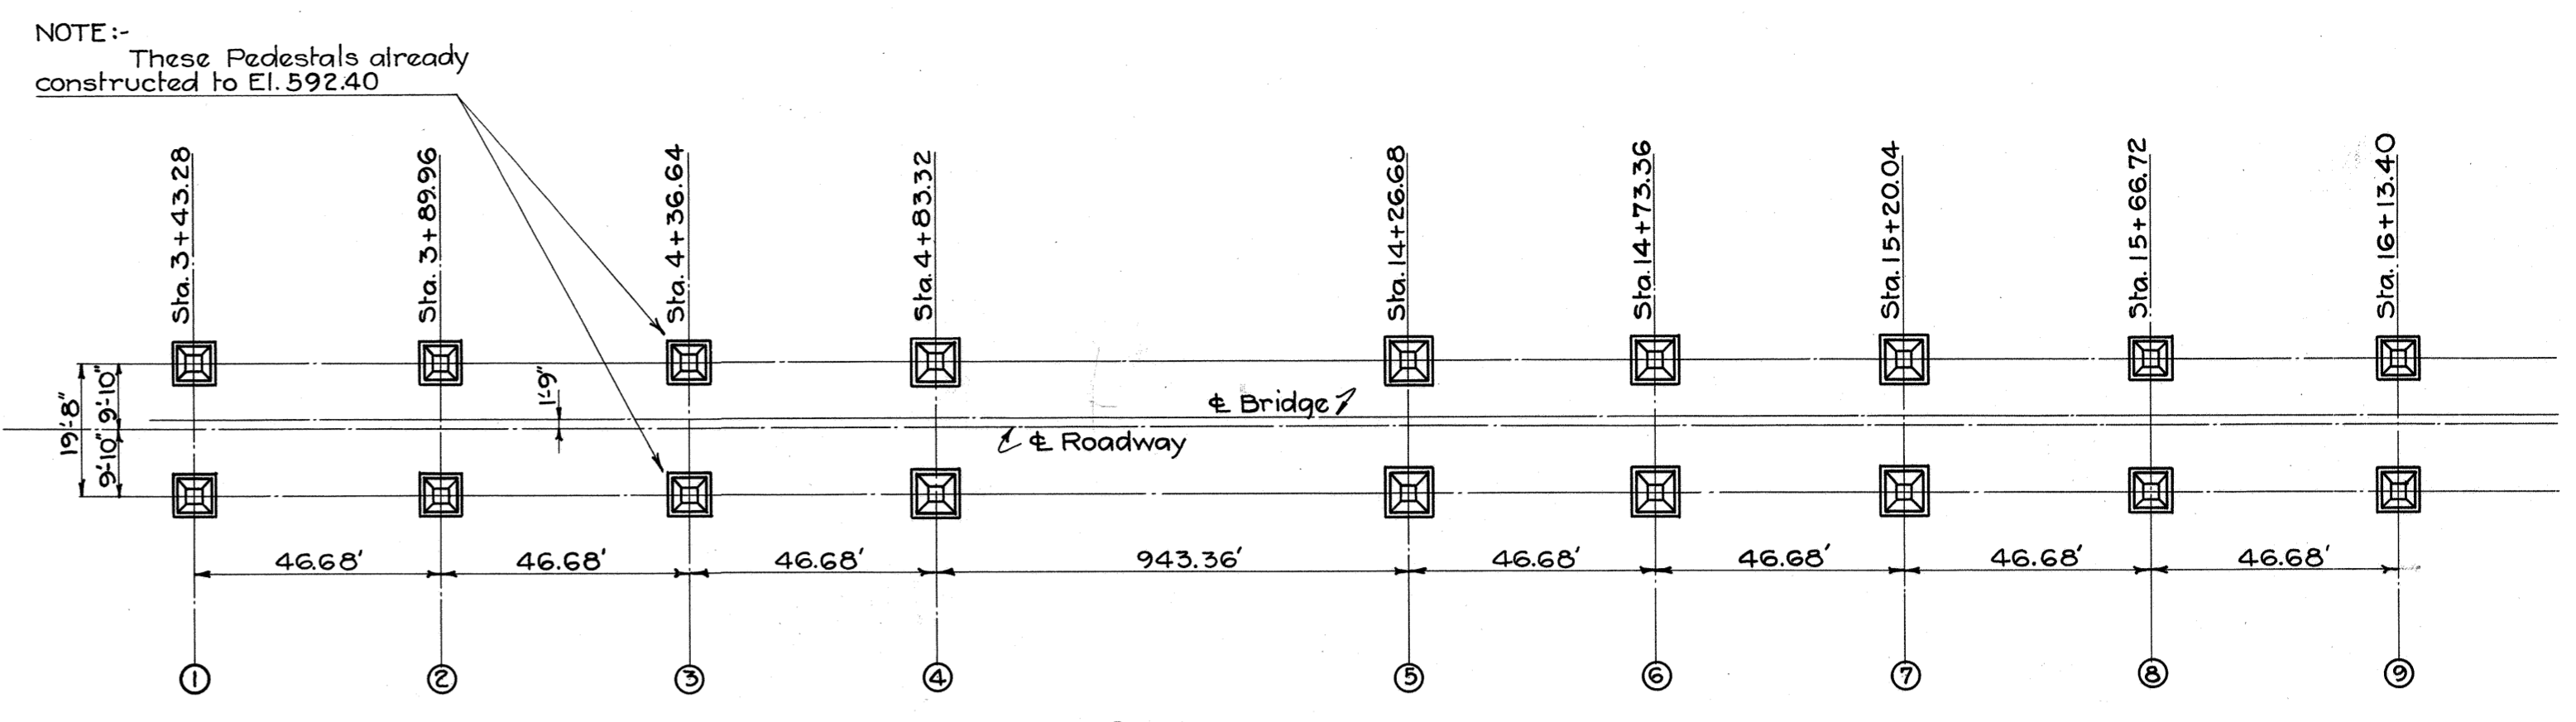 NOTE:-
These Pedestals already
constructed to El. 592.40
Sta. 3+43.28
Sta. 3+89.96
Sta. 4+36.64
Sta. 4+83.32
Sta. 14+26.68
Sta. 14+73.36
Sta. 15+20.04
Sta. 15+66.72
Sta. 16+13.40
19'-8"
9'-10"
9'-10"
1'-9"
℄ Bridge
℄ Roadway
46.68'
46.68'
46.68'
943.36'
46.68'
46.68'
46.68'
46.68'
1
2
3
4
5
6
7
8
9